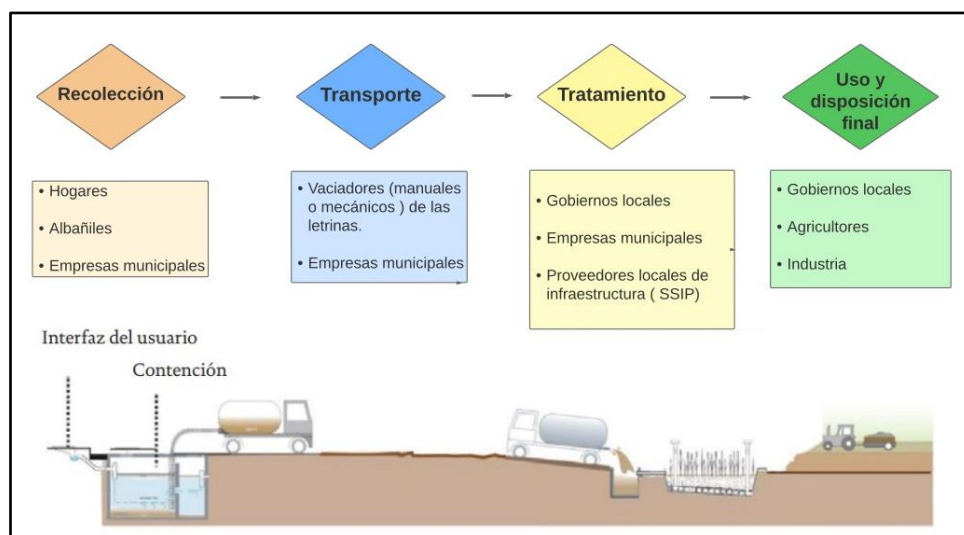 Recolección
Transporte
Tratamiento
Uso y
disposición
final
• Hogares
• Albañiles
• Empresas municipales
• Vaciadores (manuales
o mecánicos ) de las
letrinas.
• Empresas municipales
• Gobiernos locales
• Empresas municipales
• Proveedores locales de
infraestructura ( SSIP)
• Gobiernos locales
• Agricultores
• Industria
Interfaz del usuario
Contención